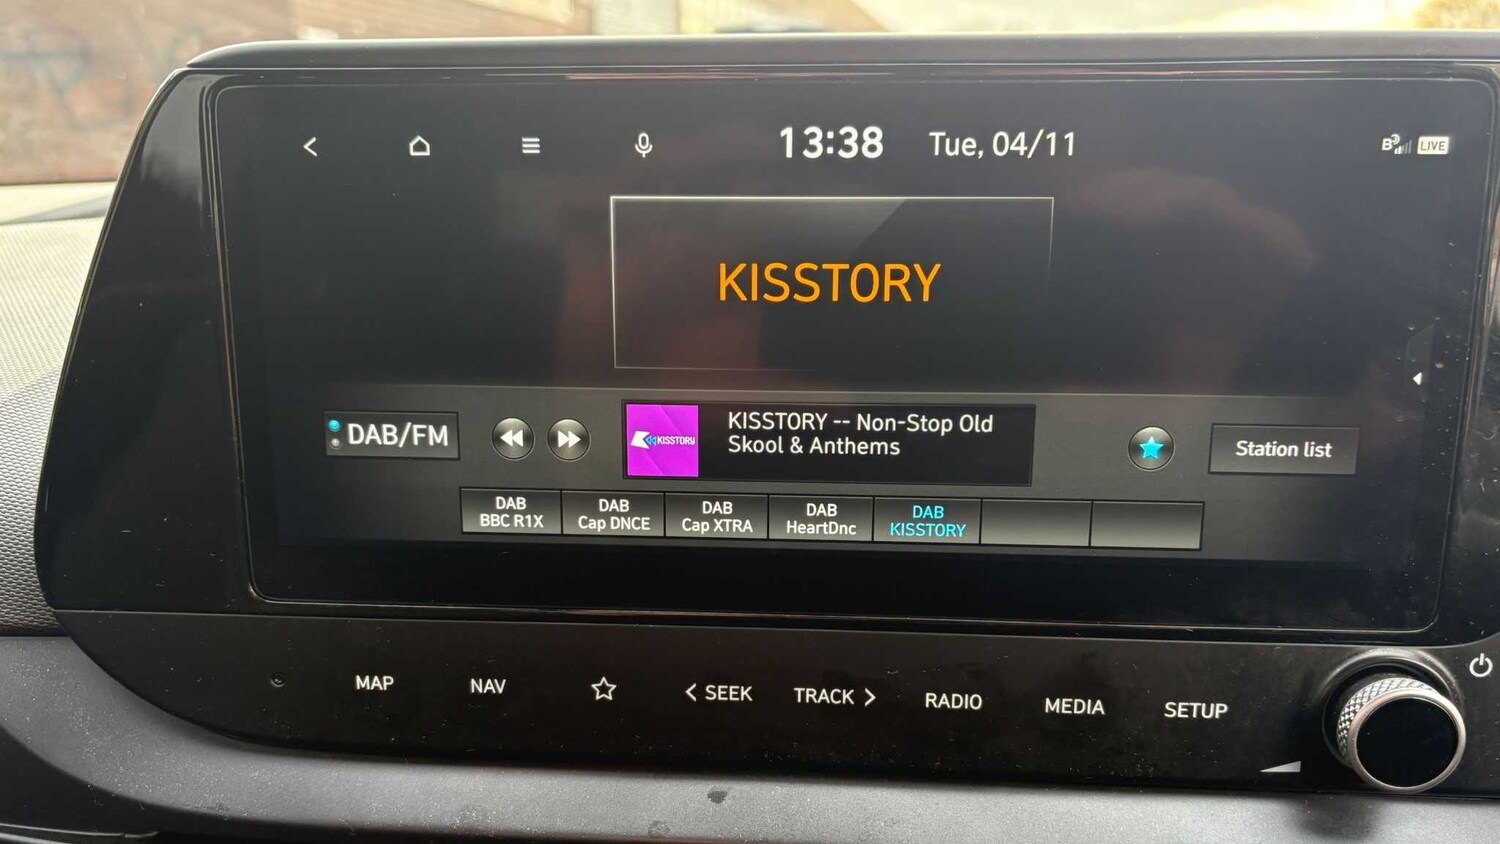 13:38 Tue, 04/11
LIVE
KISSTORY
DAB/FM
KISSTORY
KISSTORY -- Non-Stop Old
Skool & Anthems
Station list
DAB
BBC R1X
DAB
Cap DNCE
DAB
Cap XTRA
DAB
HeartDnc
DAB
KISSTORY
MAP
NAV
< SEEK
TRACK >
RADIO
MEDIA
SETUP